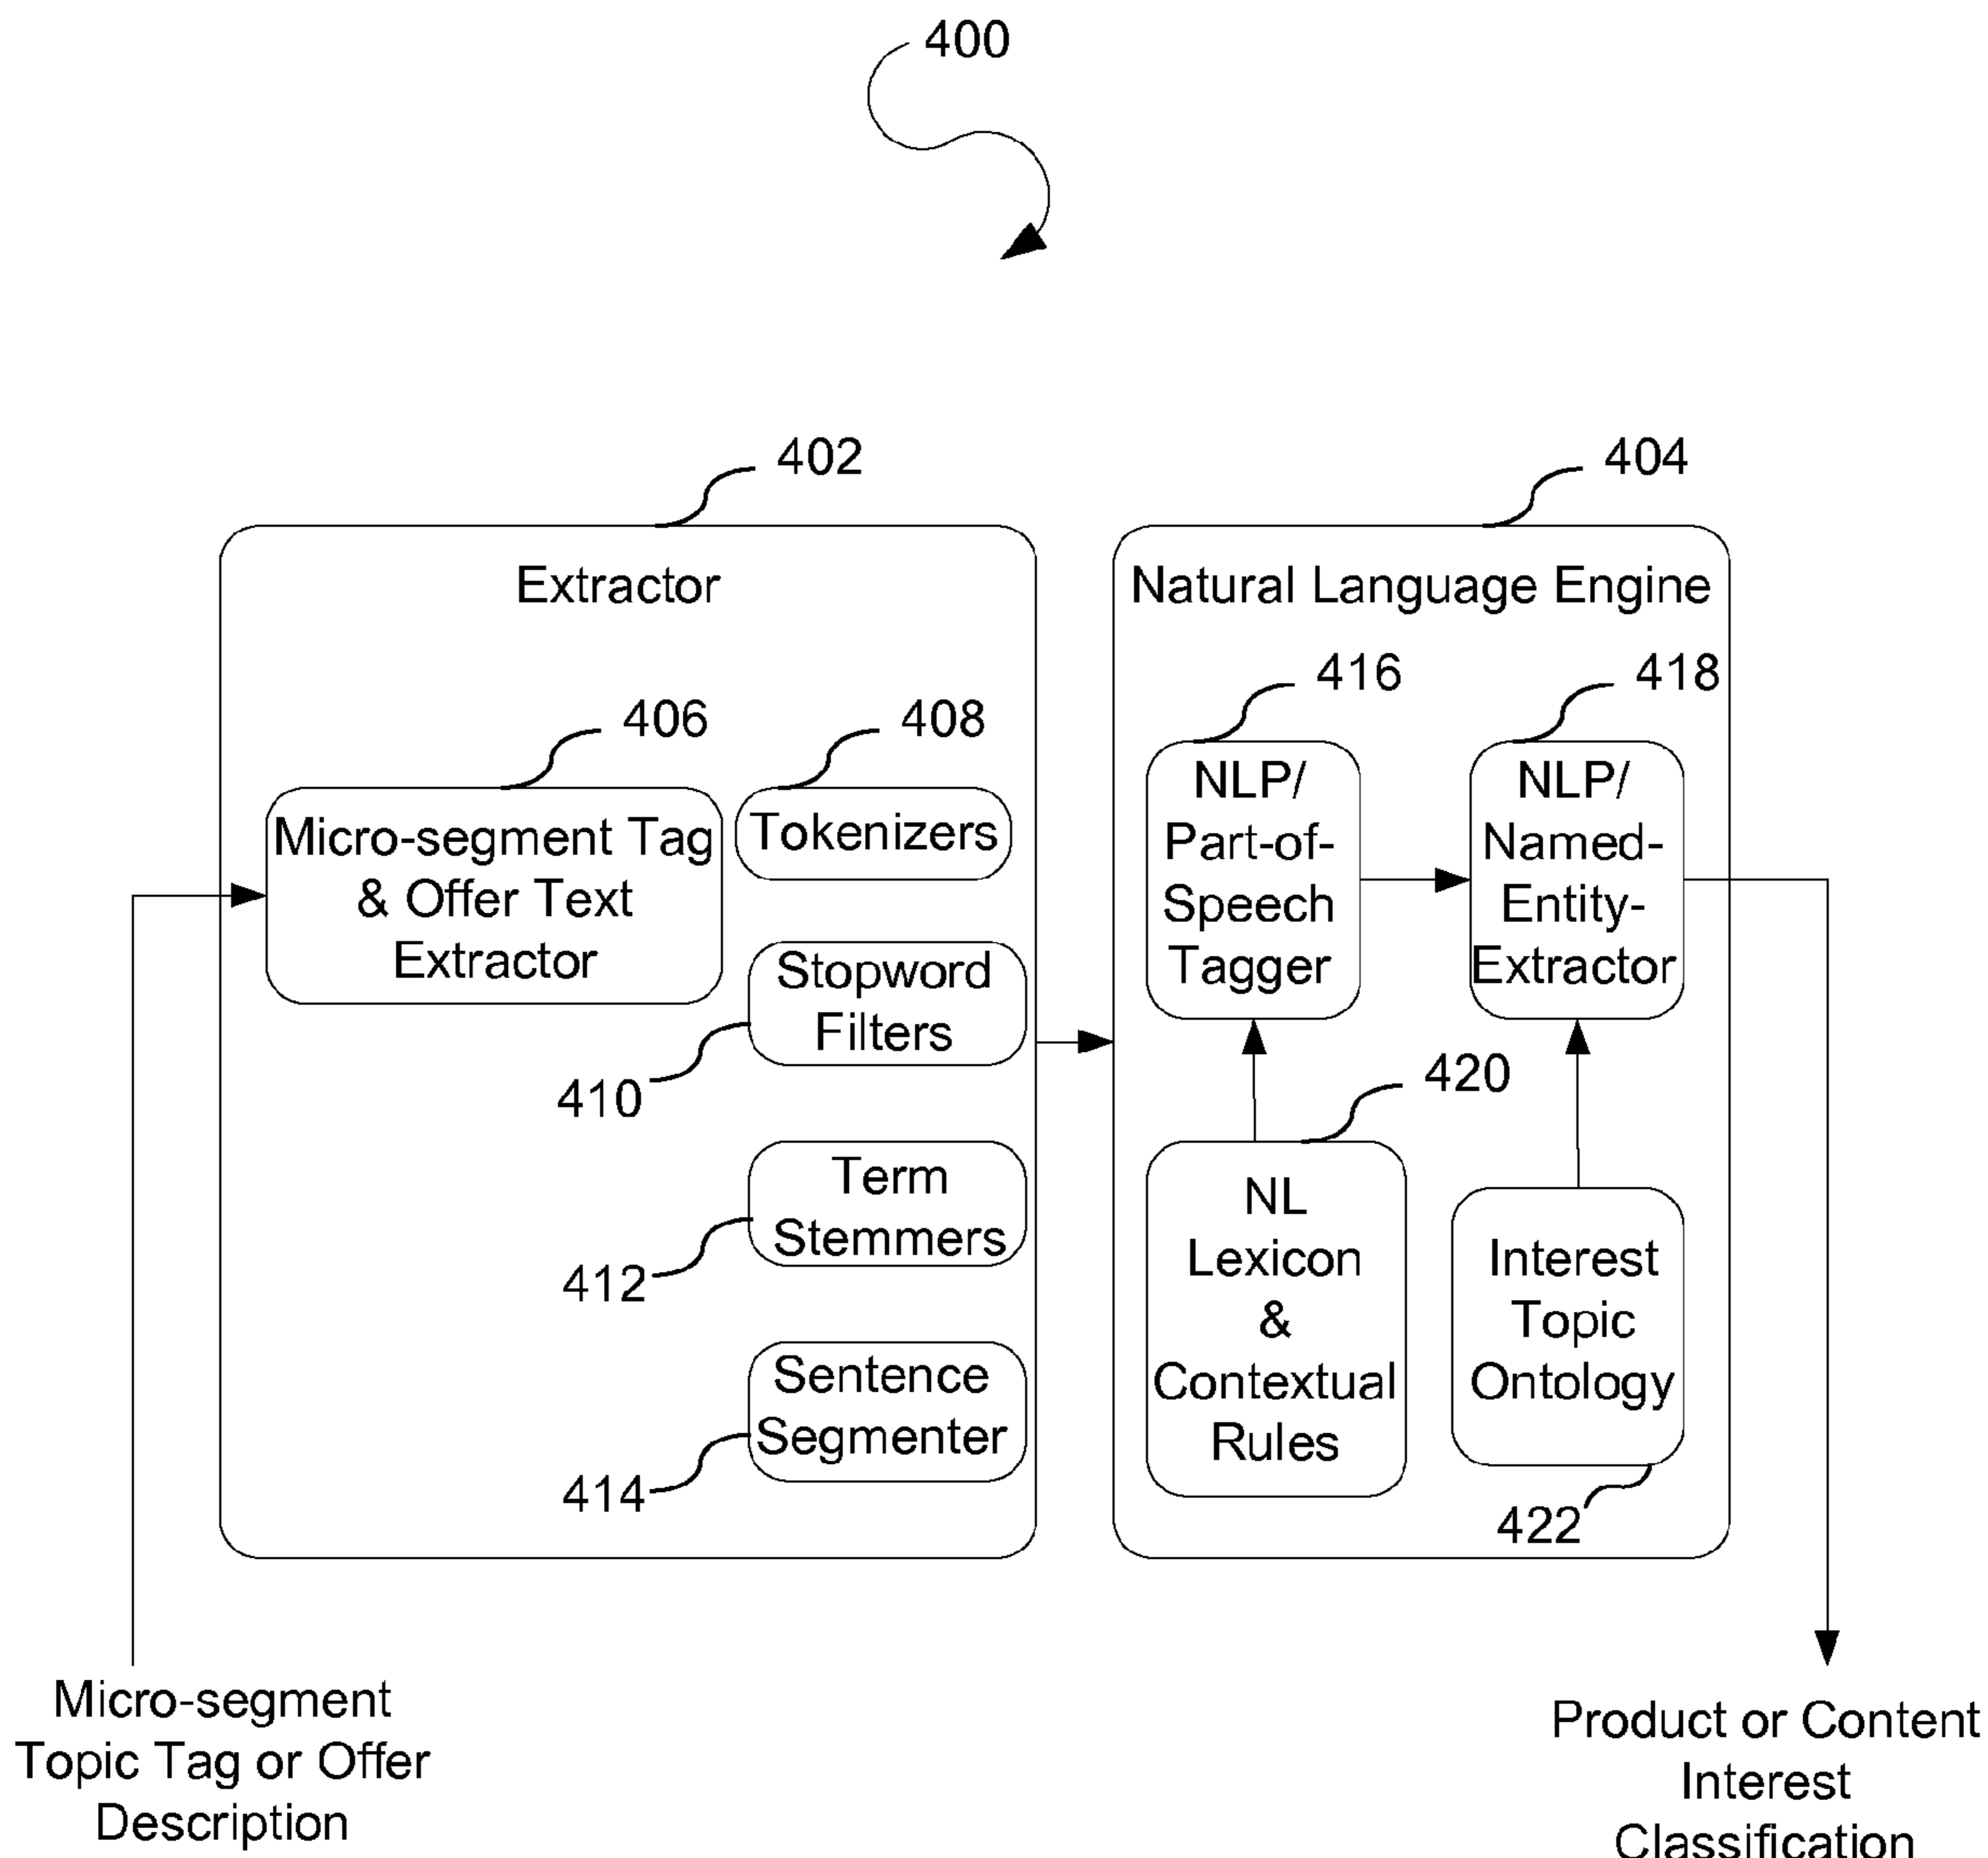 400
402
404
Extractor
Natural Language Engine
406
408
416
418
Micro-segment Tag
& Offer Text
Extractor
Tokenizers
NLP/
Part-of-
Speech
Tagger
NLP/
Named-
Entity-
Extractor
Stopword
Filters
410
420
Term
Stemmers
412
NL
Lexicon
&
Contextual
Rules
Interest
Topic
Ontology
Sentence
Segmenter
414
422
Micro-segment
Topic Tag or Offer
Description
Product or Content
Interest
Classification